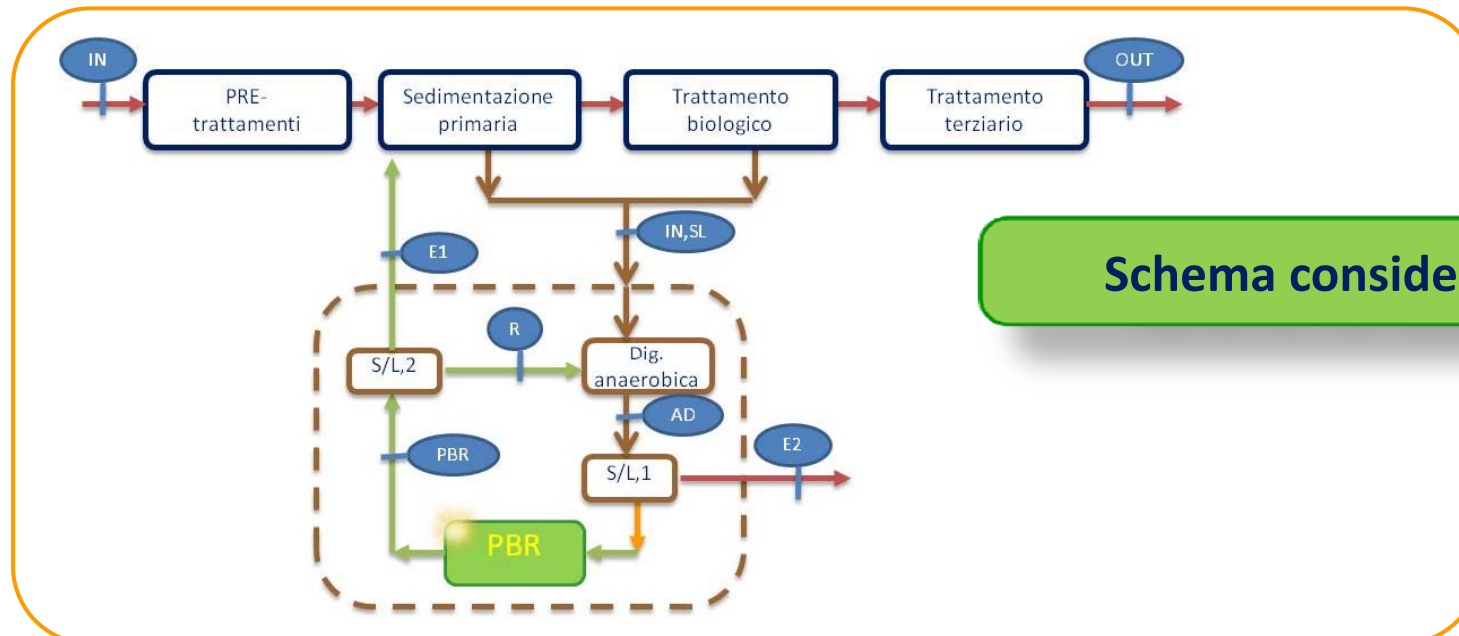 IN
OUT
PRE-
trattamenti
Sedimentazione
primaria
Trattamento
biologico
Trattamento
terziario
IN,SL
E1
Schema conside
R
S/L,2
Dig.
anaerobica
AD
E2
PBR
S/L,1
PBR